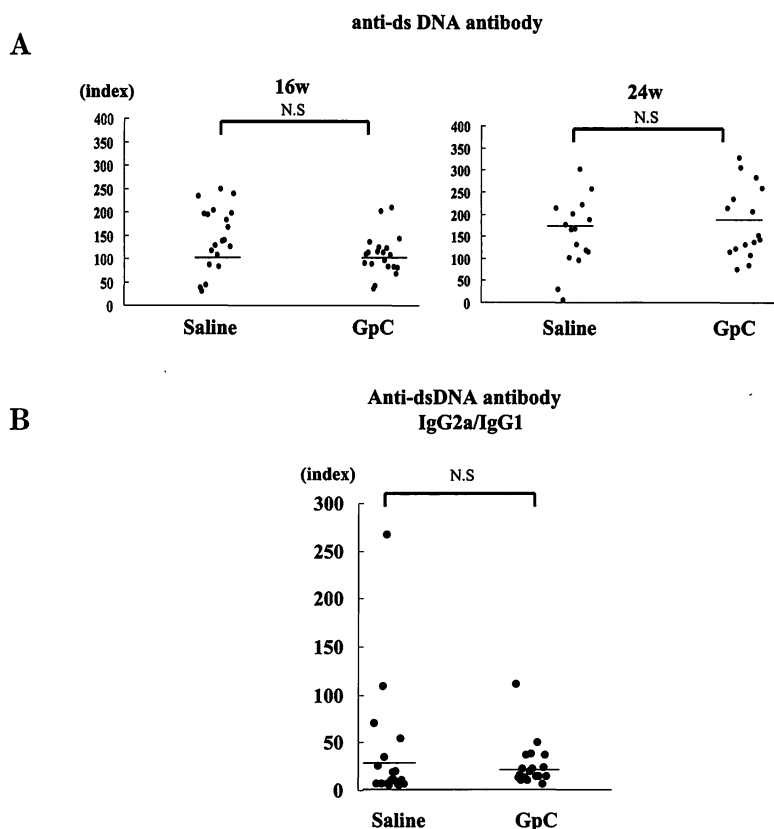 anti-ds DNA antibody
A
(index)
16w
N.S
400
350
300
250
200
150
100
50
0
Saline
GpC
24w
N.S
400
350
300
250
200
150
100
50
0
Saline
GpC
B
Anti-dsDNA antibody
IgG2a/IgG1
(index)
N.S
300
250
200
150
100
50
0
Saline
GpC